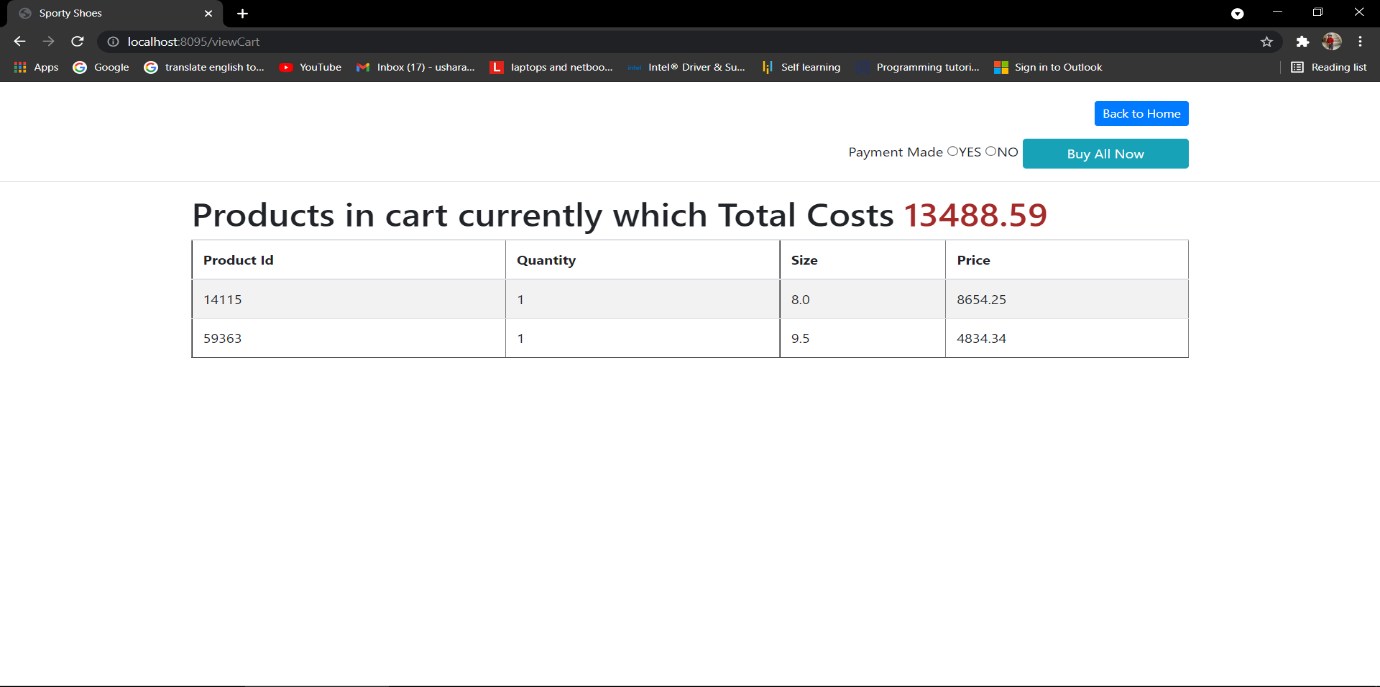 Sporty Shoes
localhost:8095/viewCart
Apps Google translate english to... YouTube Inbox (17) - ushara... laptops and netboo... Intel® Driver & Su... Self learning Programming tutori... Sign in to Outlook Reading list
Back to Home
Payment Made YES NO Buy All Now
Products in cart currently which Total Costs 13488.59
Product Id Quantity Size Price
14115 1 8.0 8654.25
59363 1 9.5 4834.34